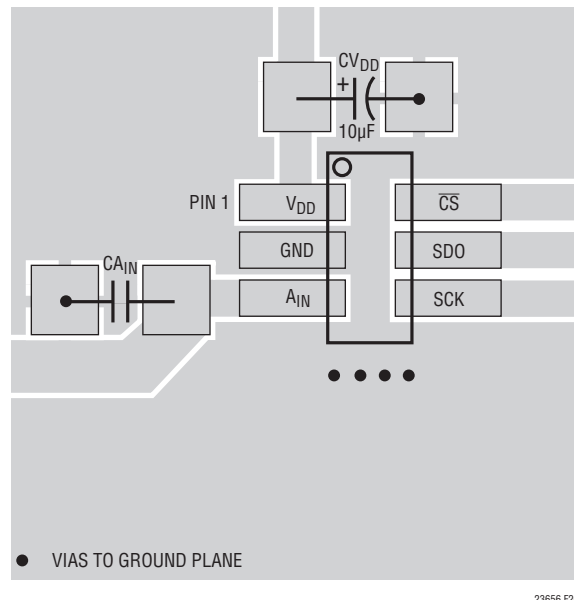 CVDD
+
10µF
PIN 1
VDD
CS
GND
SDO
CAIN
AIN
SCK
VIAS TO GROUND PLANE
23656 F2